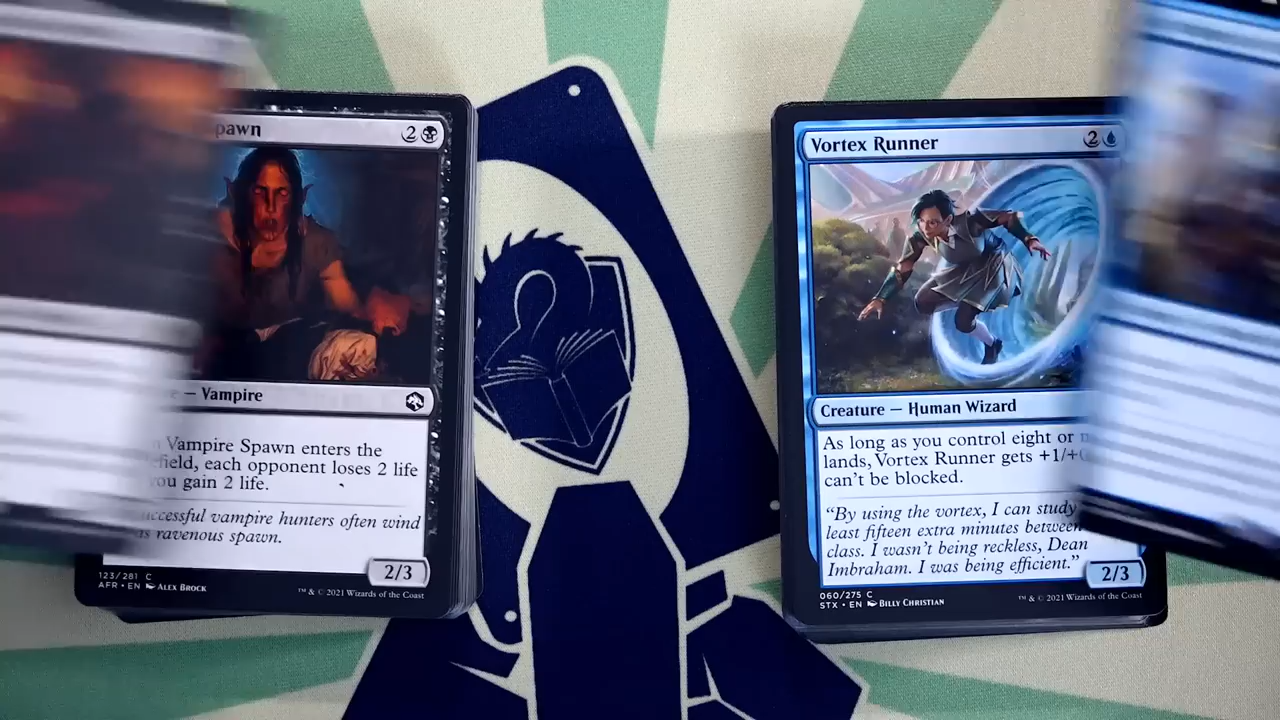 pawn 2
— Vampire
Vampire Spawn enters the
field, each opponent loses 2 life
you gain 2 life.
uccessful vampire hunters often wind
as ravenous spawn.
2/3
123/281 C
AFR • EN ALEX BROCK
™ & © 2021 Wizards of the Coast
Vortex Runner 2
Creature — Human Wizard
As long as you control eight or
lands, Vortex Runner gets +1/+
can't be blocked.
"By using the vortex, I can study
least fifteen extra minutes between
class. I wasn't being reckless, Dean
Imbraham. I was being efficient."
2/3
060/275 C
STX • EN BILLY CHRISTIAN
™ & © 2021 Wizards of the Coast